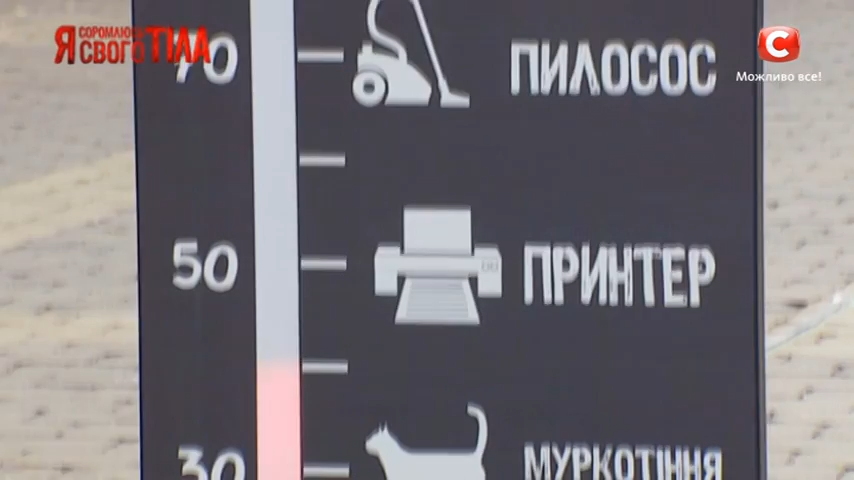 Я СОРОМЛЮСЬ СВОГО ТІЛА
Можливо все!
70 ПИЛОСОС
50 ПРИНТЕР
30 МУРКОТІННЯ